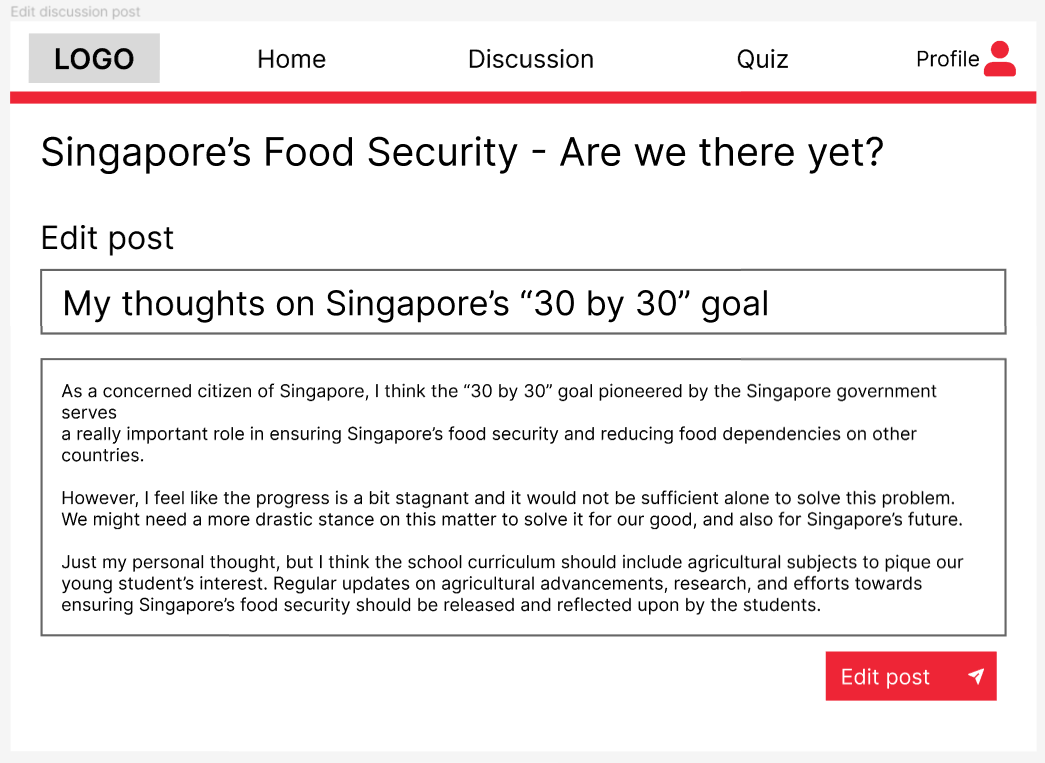 Edit discussion post
LOGO
Home
Discussion
Quiz
Profile
Singapore’s Food Security - Are we there yet?
Edit post
My thoughts on Singapore’s “30 by 30” goal
As a concerned citizen of Singapore, I think the “30 by 30” goal pioneered by the Singapore government
serves
a really important role in ensuring Singapore’s food security and reducing food dependencies on other
countries.
However, I feel like the progress is a bit stagnant and it would not be sufficient alone to solve this problem.
We might need a more drastic stance on this matter to solve it for our good, and also for Singapore’s future.
Just my personal thought, but I think the school curriculum should include agricultural subjects to pique our
young student’s interest. Regular updates on agricultural advancements, research, and efforts towards
ensuring Singapore’s food security should be released and reflected upon by the students.
Edit post